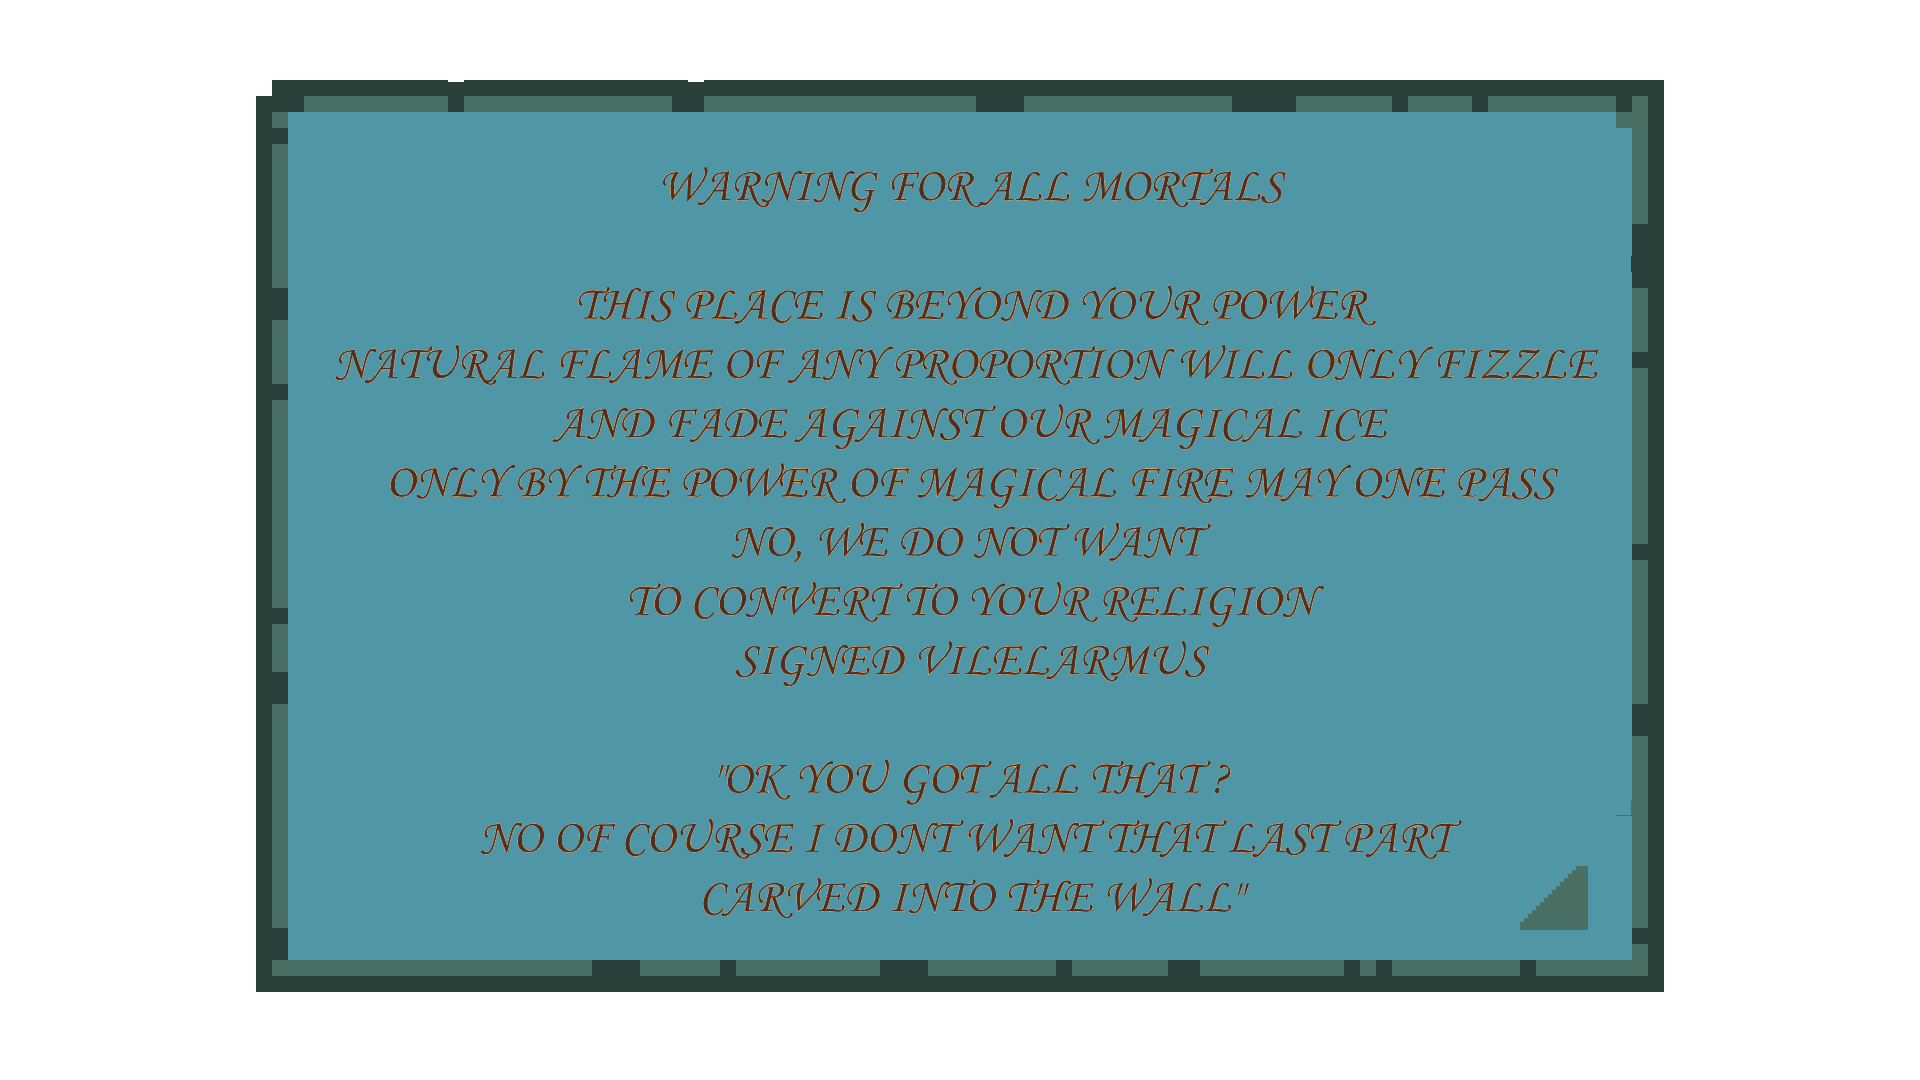 WARNING FOR ALL MORTALS
THIS PLACE IS BEYOND YOUR POWER
NATURAL FLAME OF ANY PROPORTION WILL ONLY FIZZLE
AND FADE AGAINST OUR MAGICAL ICE
ONLY BY THE POWER OF MAGICAL FIRE MAY ONE PASS
NO, WE DO NOT WANT
TO CONVERT TO YOUR RELIGION
SIGNED VILELARMUS
"OK YOU GOT ALL THAT ?
NO OF COURSE I DONT WANT THAT LAST PART
CARVED INTO THE WALL"